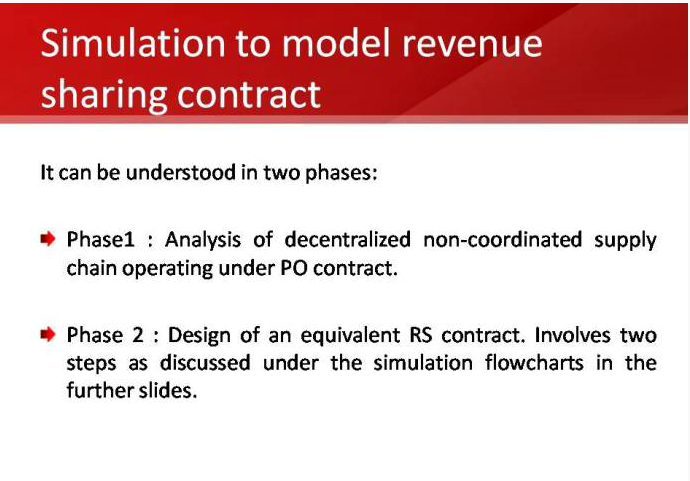 Simulation to model revenue
sharing contract
It can be understood in two phases:
Phase1 : Analysis of decentralized non-coordinated supply
chain operating under PO contract.
Phase 2 : Design of an equivalent RS contract. Involves two
steps as discussed under the simulation flowcharts in the
further slides.